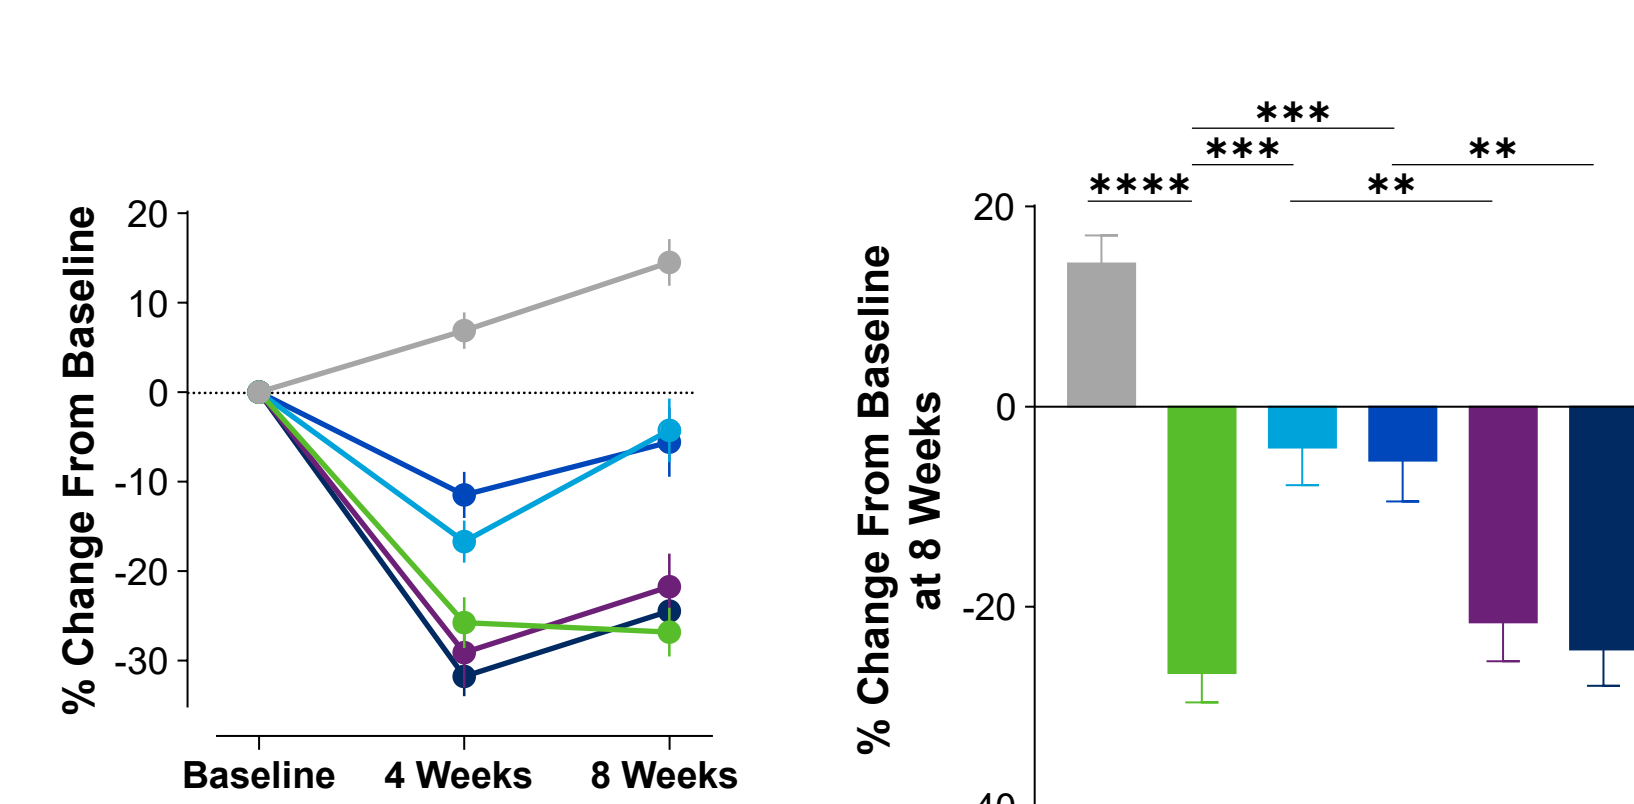 % Change From Baseline
20
10
0
-10
-20
-30
Baseline
4 Weeks
8 Weeks
% Change From Baseline
at 8 Weeks
20
0
-20
***
***
**
****
**